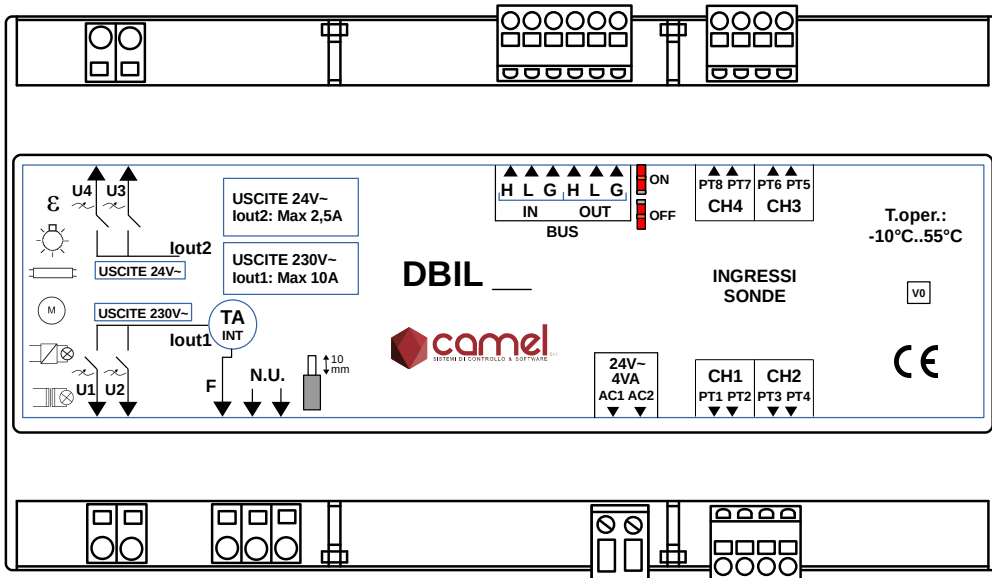 U4 U3
ε
Iout2
USCITE 24V~
USCITE 24V~
Iout2: Max 2,5A
USCITE 230V~
Iout1: Max 10A
USCITE 230V~
M
TA
INT
Iout1
U1 U2
F
N.U.
10
mm
DBIL __
camel
SISTEMI DI CONTROLLO & SOFTWARE
H L G H L G
IN OUT
BUS
ON
OFF
PT8 PT7 PT6 PT5
CH4 CH3
INGRESSI
SONDE
T.oper.:
-10°C..55°C
V0
CE
24V~
4VA
AC1 AC2
CH1 CH2
PT1 PT2 PT3 PT4